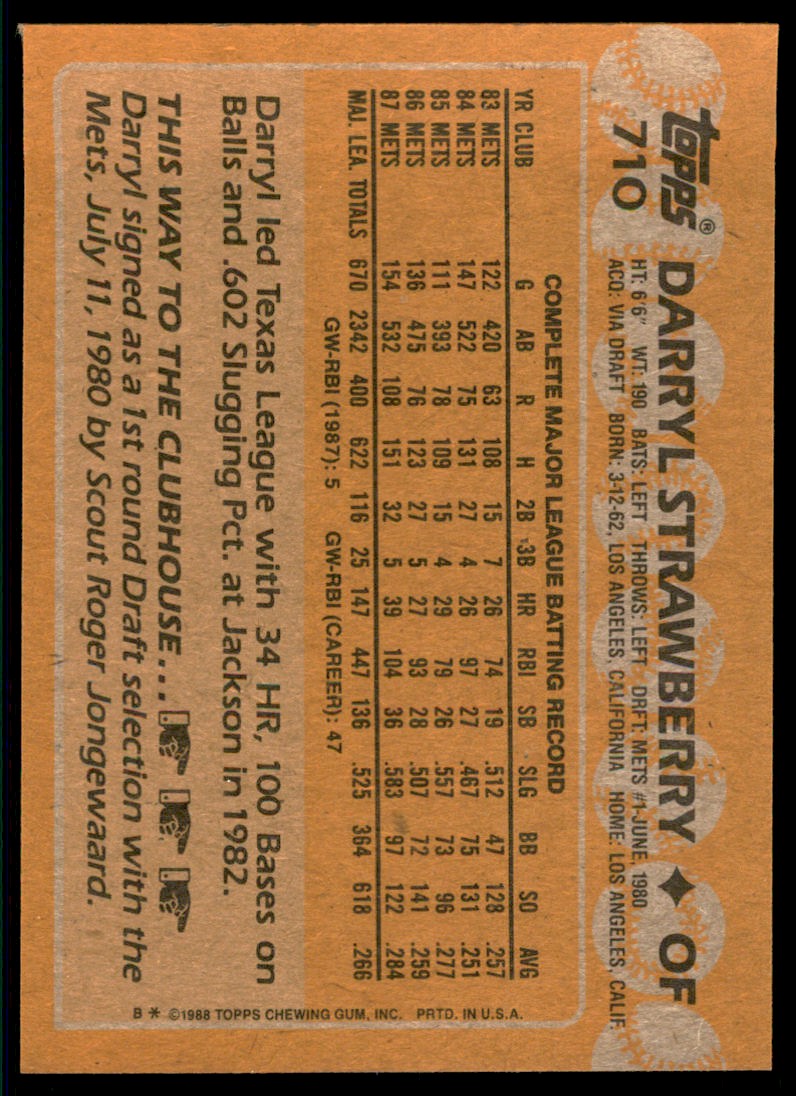 Topps®
710
DARRYL STRAWBERRY ✦ OF
HT: 6'6" WT: 190 BATS: LEFT THROWS: LEFT DRFT: METS #1-JUNE, 1980
ACQ: VIA DRAFT BORN: 3-12-62, LOS ANGELES, CALIFORNIA HOME: LOS ANGELES, CALIF.
COMPLETE MAJOR LEAGUE BATTING RECORD
YR CLUB G AB R H 2B 3B HR RBI SB SLG BB SO AVG
83 METS 122 420 63 108 15 7 26 74 19 .512 47 128 .257
84 METS 147 522 75 131 27 4 26 97 27 .467 75 131 .251
85 METS 111 393 78 109 15 4 29 79 26 .557 73 96 .277
86 METS 136 475 76 123 27 5 27 93 28 .507 72 141 .259
87 METS 154 532 108 151 32 5 39 104 36 .583 97 122 .284
MAJ. LEA. TOTALS 670 2342 400 622 116 25 147 447 136 .525 364 618 .266
GW-RBI (1987): 5 GW-RBI (CAREER): 47
Darryl led Texas League with 34 HR, 100 Bases on
Balls and .602 Slugging Pct. at Jackson in 1982.
THIS WAY TO THE CLUBHOUSE...
Darryl signed as a 1st round Draft selection with the
Mets, July 11, 1980 by Scout Roger Jongewaard.
B * ©1988 TOPPS CHEWING GUM, INC. PRTD. IN U.S.A.